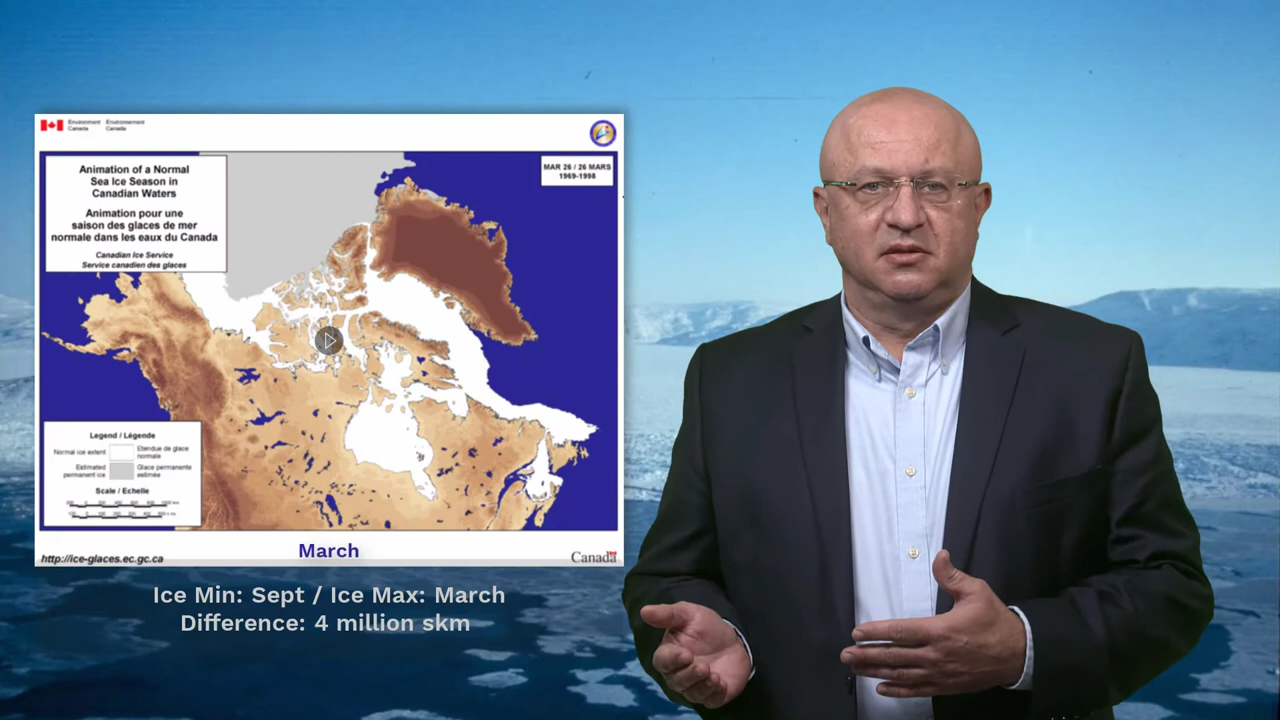 Environment Environnement
Canada Canada
Animation of a Normal
Sea Ice Season in
Canadian Waters
Animation pour une
saison des glaces de mer
normale dans les eaux du Canada
Canadian Ice Service
Service canadien des glaces
MAR 26 / 26 MARS
1969-1998
Legend / Légende
Normal ice extent
Etendue de glace
normale
Estimated
permanent ice
Glace permanente
estimée
Scale / Echelle
March
http://ice-glaces.ec.gc.ca
Canada
Ice Min: Sept / Ice Max: March
Difference: 4 million skm